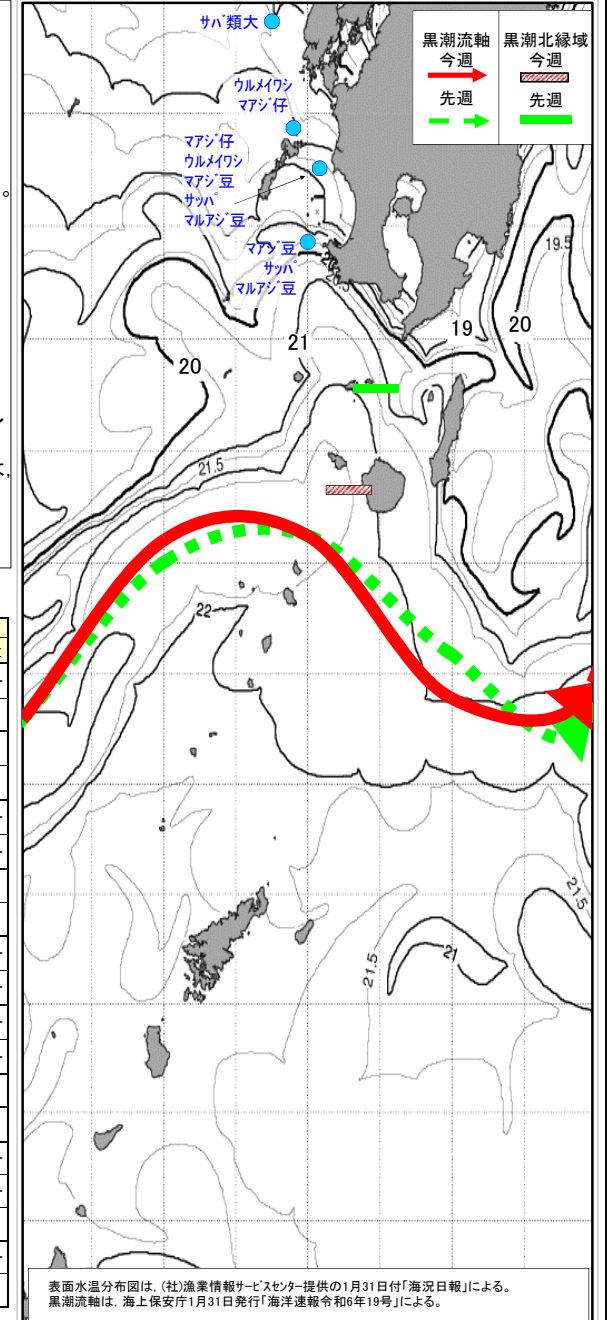 黒潮流軸
今週
先週
黒潮北縁域
今週
先週
サバ類大
ウルメイワシ
マアジ仔
マアジ仔
ウルメイワシ
マアジ豆
サッパ
マルアジ豆
マアジ豆
サッパ
マルアジ豆
19.5
19
20
21
20
21.5
22
21.5
21
21.5
。
表面水温分布図は, (社)漁業情報サービスセンター提供の1月31日付「海況日報」による。
黒潮流軸は, 海上保安庁1月31日発行「海洋速報令和6年19号」による。